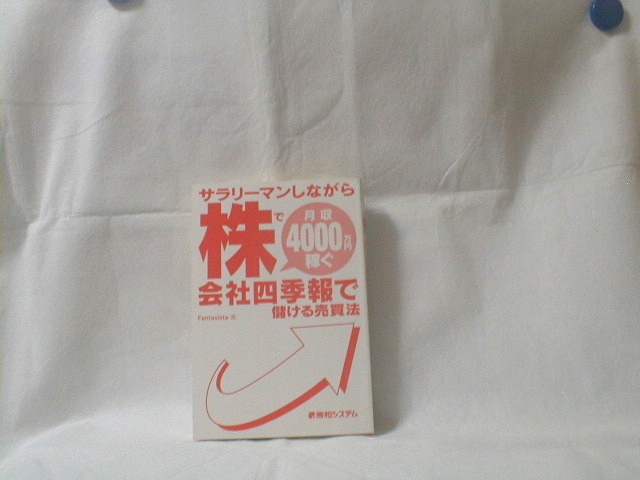 サラリーマンしながら
株で
月収
4000万円
稼ぐ
会社四季報で
儲ける売買法
Fantasista 著
秀和システム